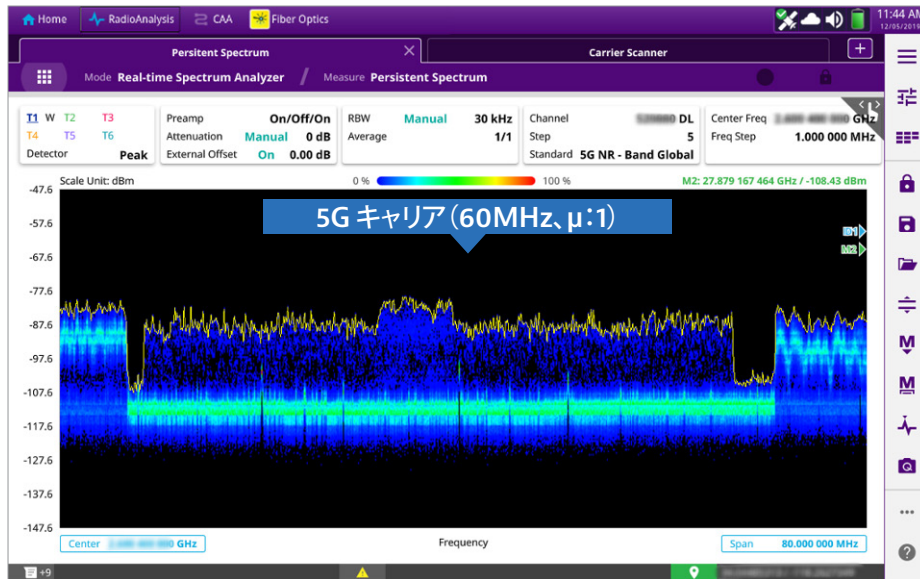 Home RadioAnalysis CAA Fiber Optics 11:44 AM
12/05/2019
Persitent Spectrum × Carrier Scanner +
Mode Real-time Spectrum Analyzer / Measure Persistent Spectrum
T1 W T2 T3 Preamp On/Off/On RBW Manual 30 kHz Channel DL Center Freq GHz
T4 T5 T6 Attenuation Manual 0 dB Average 1/1 Step 5 Freq Step 1.000 000 MHz
Detector Peak External Offset On 0.00 dB Standard 5G NR - Band Global
Scale Unit: dBm 0 % 100 % M2: 27.879 167 464 GHz / -108.43 dBm
-47.6
5G キャリア(60MHz、μ:1)
-57.6
M2
-67.6
-77.6
-87.6
-97.6
-107.6
-117.6
-127.6
-137.6
-147.6
Center GHz Frequency Span 80.000 000 MHz
+9